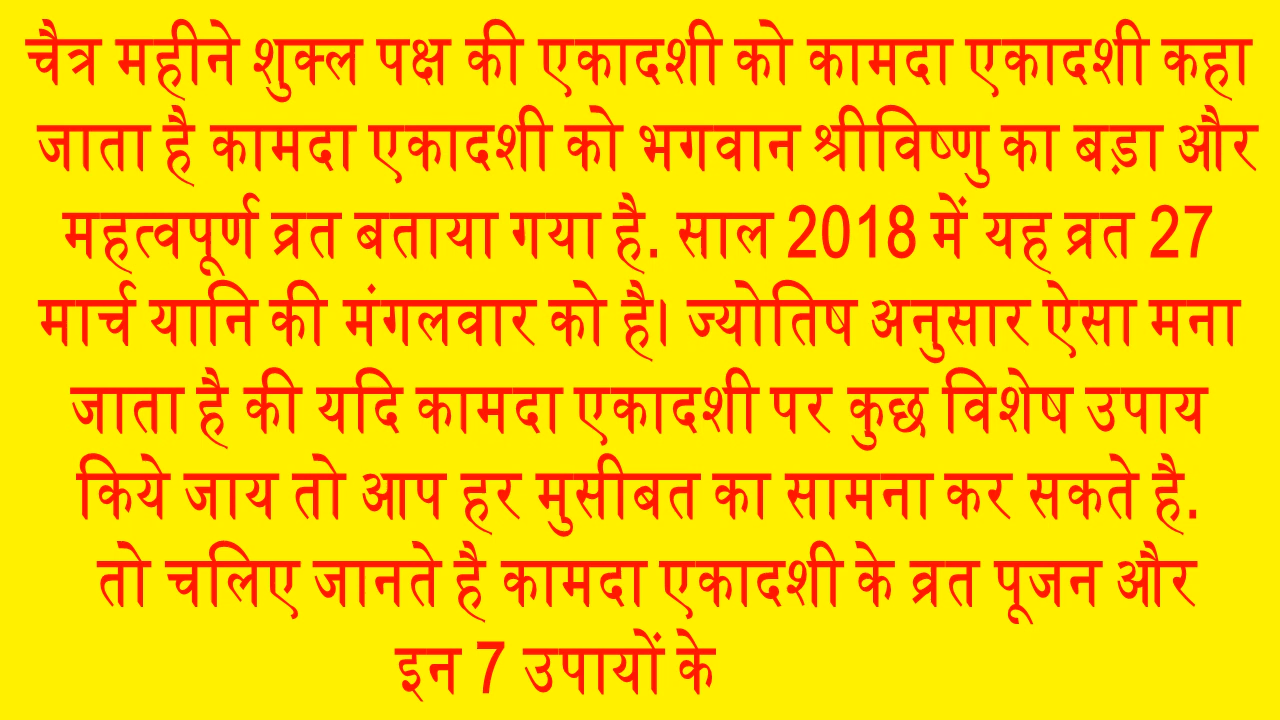 चैत्र महीने शुक्ल पक्ष की एकादशी को कामदा एकादशी कहा
जाता है कामदा एकादशी को भगवान श्रीविष्णु का बड़ा और
महत्वपूर्ण व्रत बताया गया है. साल 2018 में यह व्रत 27
मार्च यानि की मंगलवार को है। ज्योतिष अनुसार ऐसा मना
जाता है की यदि कामदा एकादशी पर कुछ विशेष उपाय
किये जाय तो आप हर मुसीबत का सामना कर सकते है.
तो चलिए जानते है कामदा एकादशी के व्रत पूजन और
इन 7 उपायों के